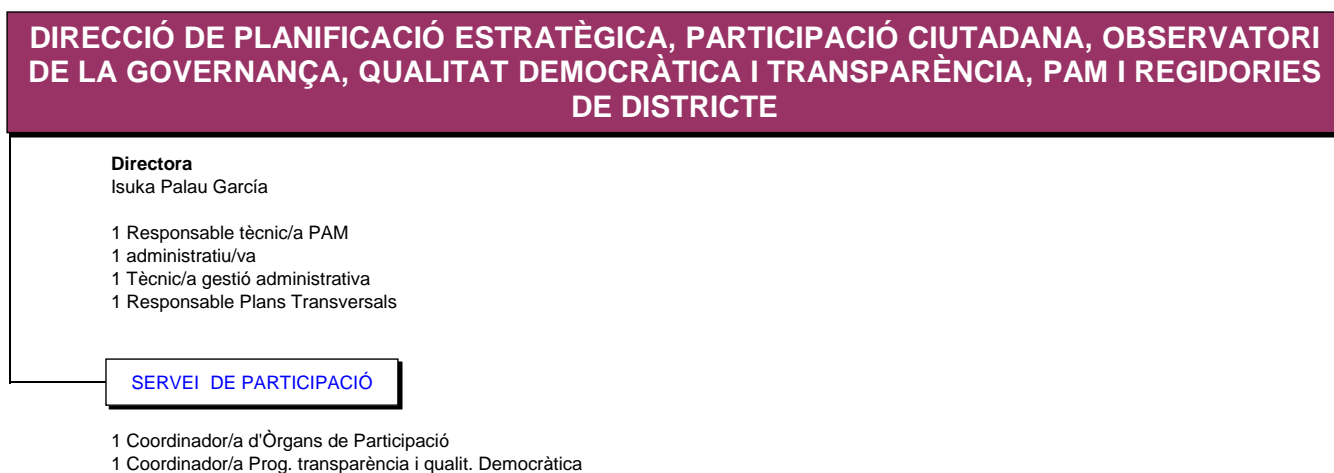 DIRECCIÓ DE PLANIFICACIÓ ESTRATÈGICA, PARTICIPACIÓ CIUTADANA, OBSERVATORI
DE LA GOVERNANÇA, QUALITAT DEMOCRÀTICA I TRANSPARÈNCIA, PAM I REGIDORIES
DE DISTRICTE
Directora
Isuka Palau García
1 Responsable tècnic/a PAM
1 administratiu/va
1 Tècnic/a gestió administrativa
1 Responsable Plans Transversals
SERVEI DE PARTICIPACIÓ
1 Coordinador/a d'Òrgans de Participació
1 Coordinador/a Prog. transparència i qualit. Democràtica